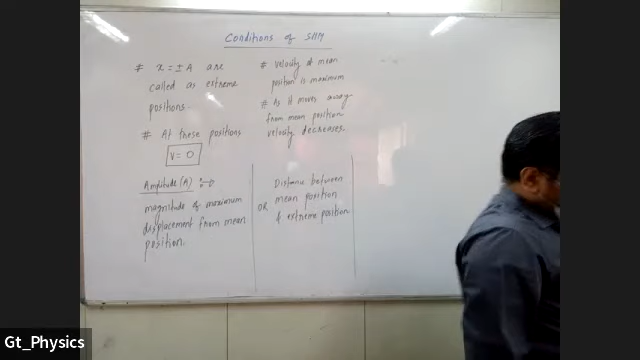 Conditions of SHM
# x = ± A are
called as extreme
positions.
# At these positions
V = 0
# Velocity at mean
position is maximum
# As it moves away
from mean position
velocity decreases.
Amplitude (A)
magnitude of maximum
displacement from mean
position.
OR
Distance between
mean position
& extreme position
Gt_Physics